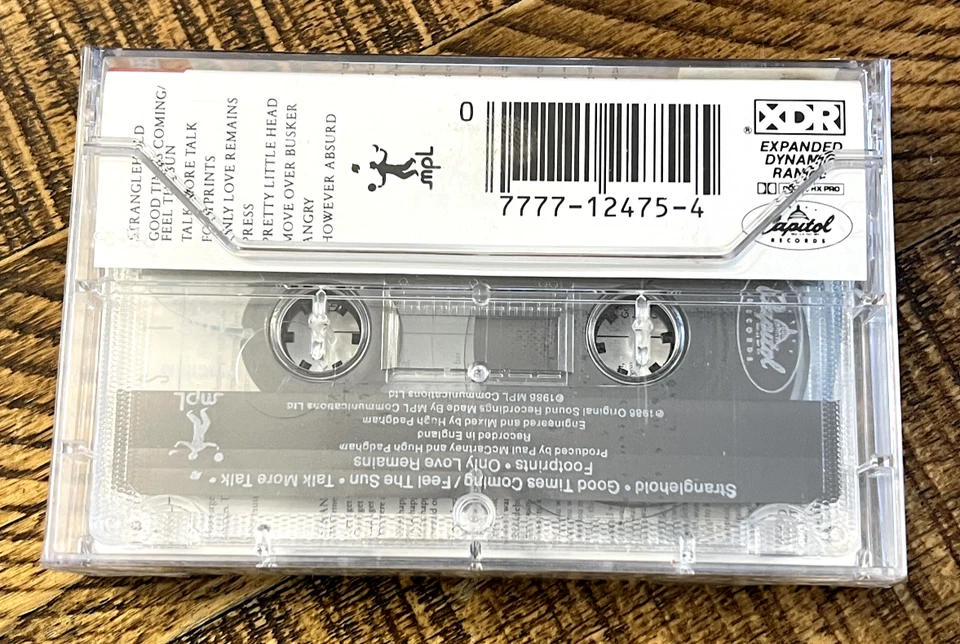 STRANGLEHOLD
GOOD TIMES COMING/
FEEL THE SUN
TALK MORE TALK
FOOTPRINTS
ONLY LOVE REMAINS
PRESS
PRETTY LITTLE HEAD
MOVE OVER BUSKER
ANGRY
HOWEVER ABSURD
mpL
0
7777-12475-4
XDR
®
EXPANDED
DYNAMIC
RANGE
HX PRO
Capitol
RECORDS
Capitol
RECORDS
mpL
Stranglehold • Good Times Coming / Feel The Sun • Talk More Talk •
Footprints • Only Love Remains
Produced by Paul McCartney and Hugh Padgham
Recorded in England
Engineered and Mixed by Hugh Padgham
℗1986 Original Sound Recordings Made By MPL Communications Ltd
©1986 MPL Communications Ltd